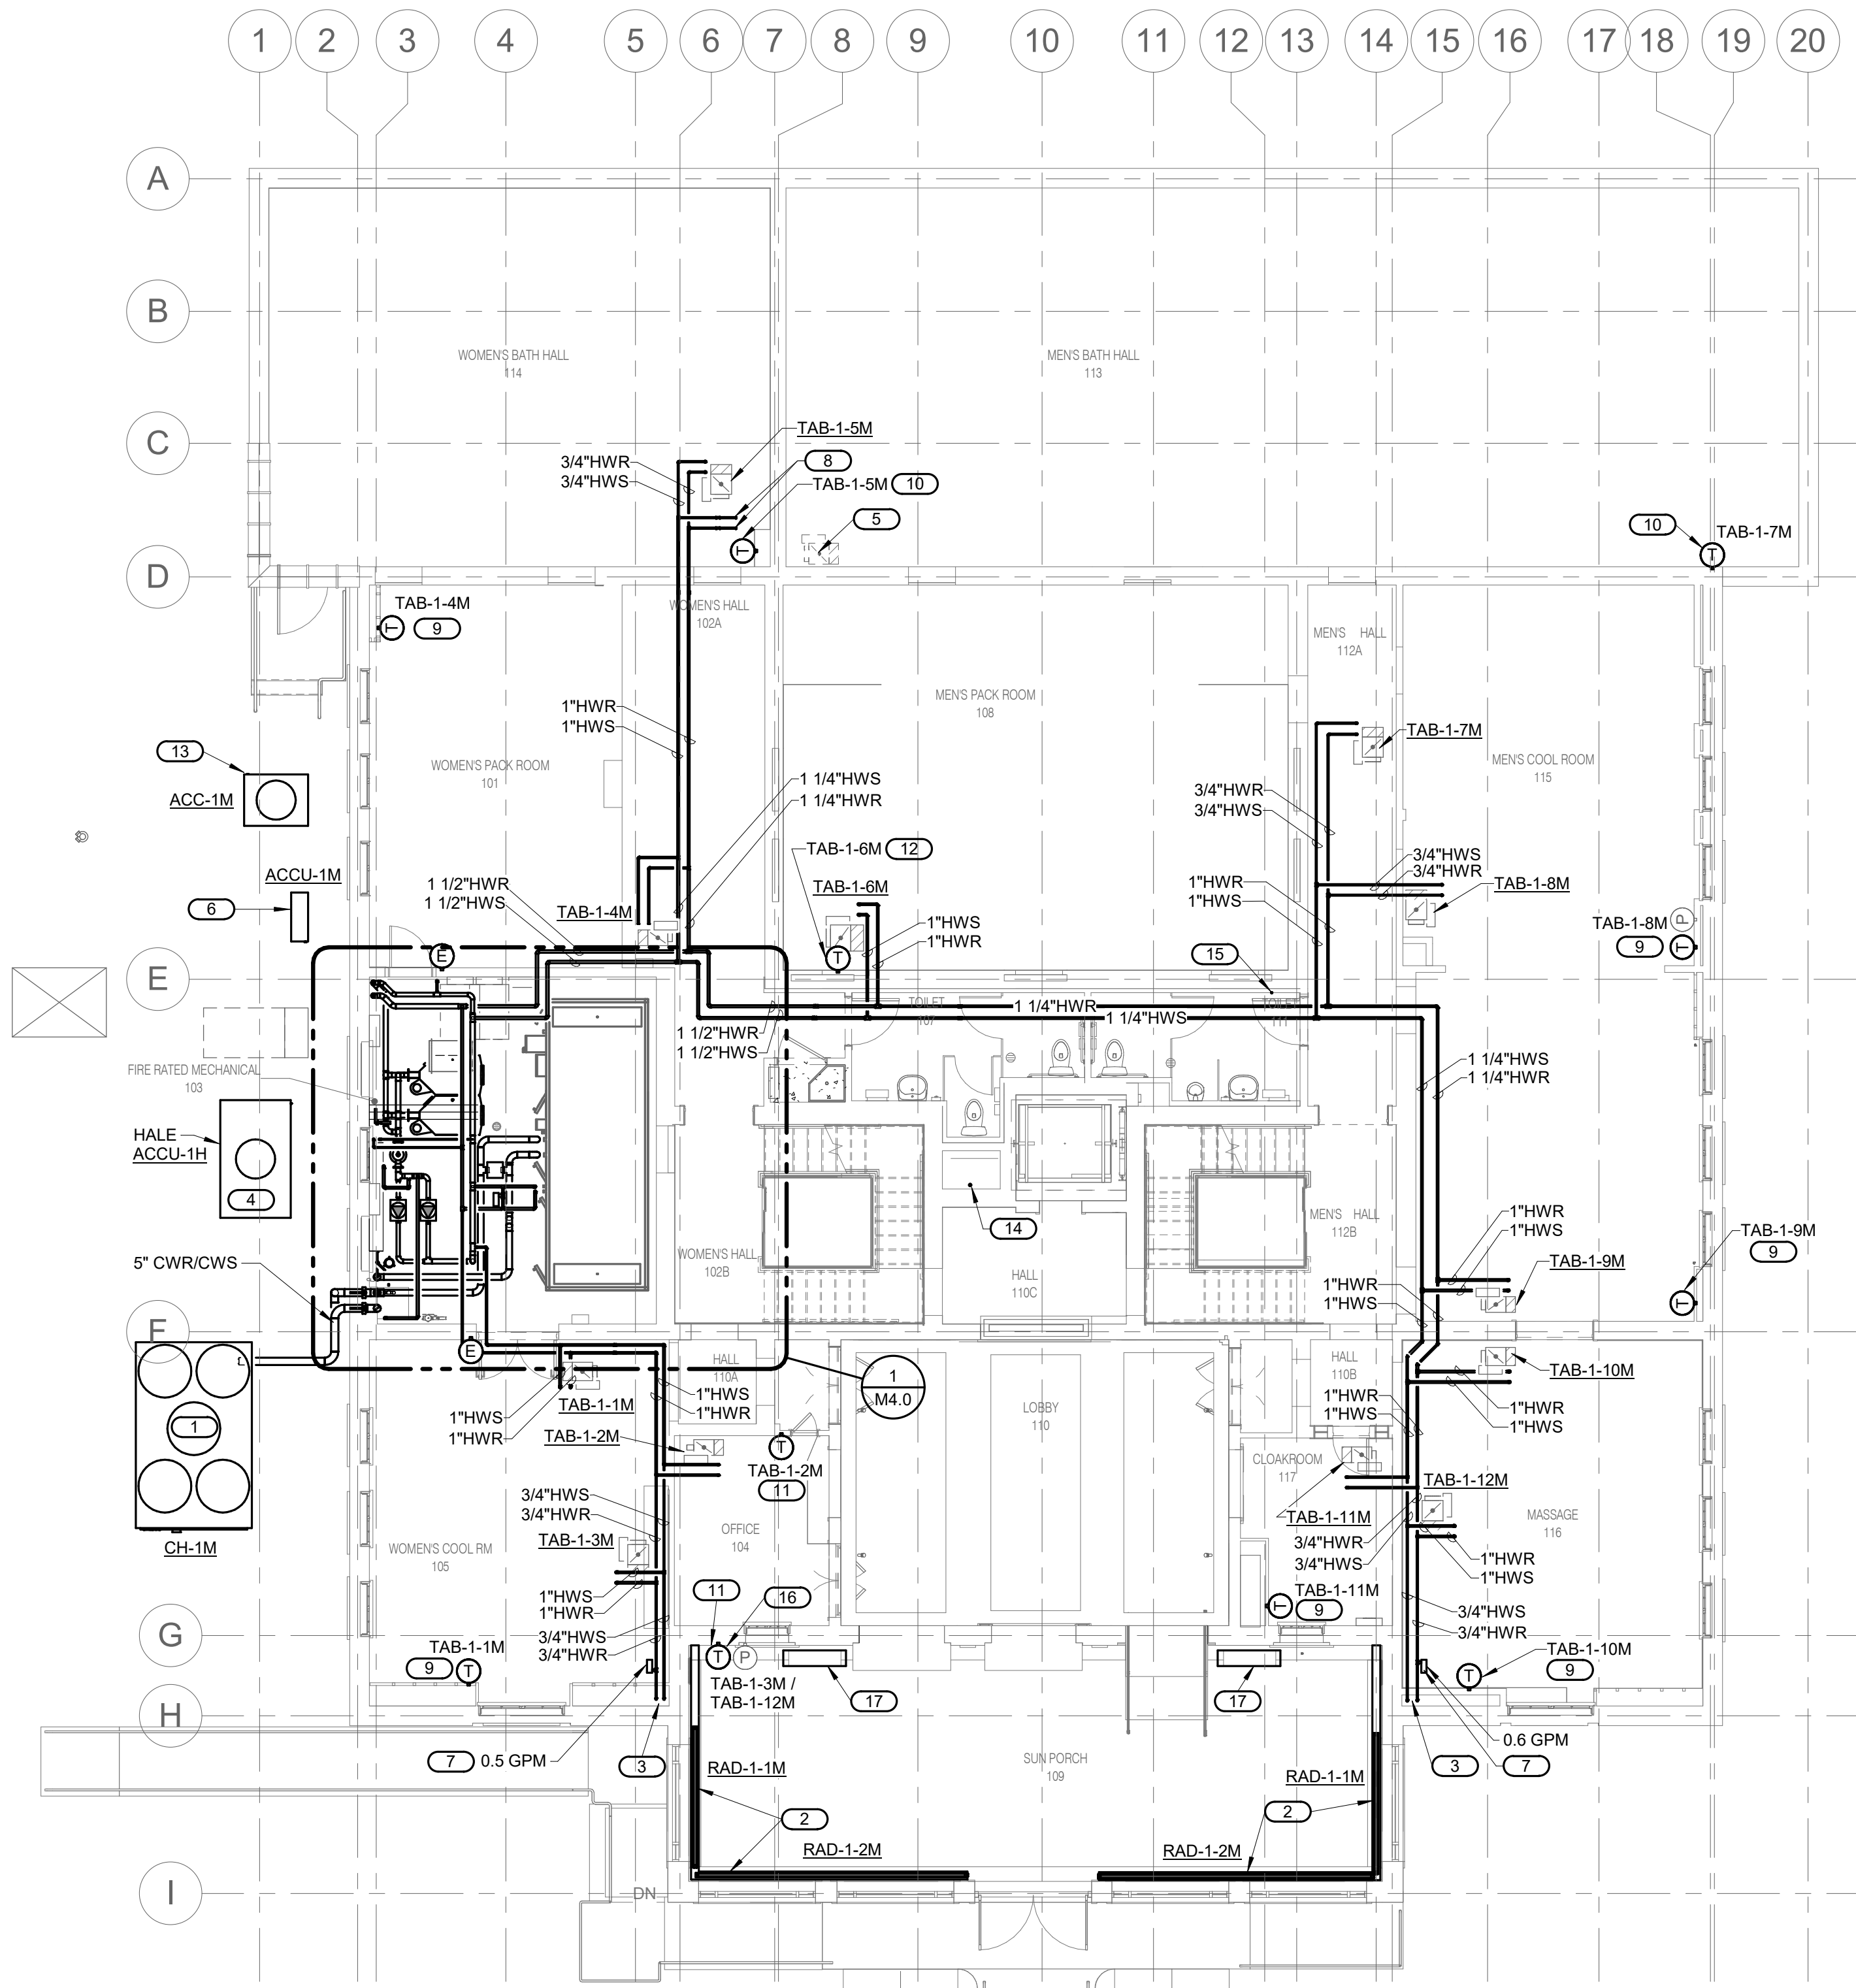 1 2 3 4 5 6 7 8 9 10 11 12 13 14 15 16 17 18 19 20
A
B
WOMEN'S BATH HALL
114
MEN'S BATH HALL
113
C
TAB-1-5M
3/4"HWR
3/4"HWS
8
TAB-1-5M 10
5
T
10
TAB-1-7M
T
D
TAB-1-4M
T
9
WOMEN'S HALL
102A
MEN'S HALL
112A
MEN'S PACK ROOM
108
1"HWR
1"HWS
TAB-1-7M
13
ACC-1M
WOMEN'S PACK ROOM
101
MEN'S COOL ROOM
115
1 1/4"HWS
1 1/4"HWR
3/4"HWR
3/4"HWS
TAB-1-6M 12
3/4"HWS
3/4"HWR
ACCU-1M
6
1 1/2"HWR
1 1/2"HWS
TAB-1-4M
TAB-1-6M
1"HWR
1"HWS
TAB-1-8M
1"HWS
1"HWR
TAB-1-8M
P
9
T
E
T
15
E
TOILET
107
1 1/4"HWR
1 1/4"HWS
TOILET
111
1 1/2"HWR
1 1/2"HWS
1 1/4"HWS
1 1/4"HWR
FIRE RATED MECHANICAL
103
HALE
ACCU-1H
4
14
MEN'S HALL
112B
1"HWR
1"HWS
TAB-1-9M
9
T
5" CWR/CWS
WOMEN'S HALL
102B
HALL
110C
TAB-1-9M
1"HWR
1"HWS
F
E
HALL
110A
HALL
110B
TAB-1-10M
1
M4.0
1"HWS
1"HWR
TAB-1-1M
1"HWS
1"HWR
1
LOBBY
110
1"HWR
1"HWS
1"HWR
1"HWS
TAB-1-2M
T
TAB-1-2M
11
CLOAKROOM
117
TAB-1-12M
3/4"HWS
3/4"HWR
TAB-1-3M
OFFICE
104
TAB-1-11M
3/4"HWR
3/4"HWS
MASSAGE
116
CH-1M
WOMEN'S COOL RM
105
1"HWR
1"HWS
1"HWS
1"HWR
11
16
TAB-1-11M
T
9
3/4"HWS
3/4"HWR
G
3/4"HWS
3/4"HWR
TAB-1-1M
9
T
T
P
TAB-1-3M /
TAB-1-12M
17
17
TAB-1-10M
T
9
H
7
0.5 GPM
3
RAD-1-1M
SUN PORCH
109
RAD-1-1M
3
0.6 GPM
7
2
2
RAD-1-2M
RAD-1-2M
I
DN